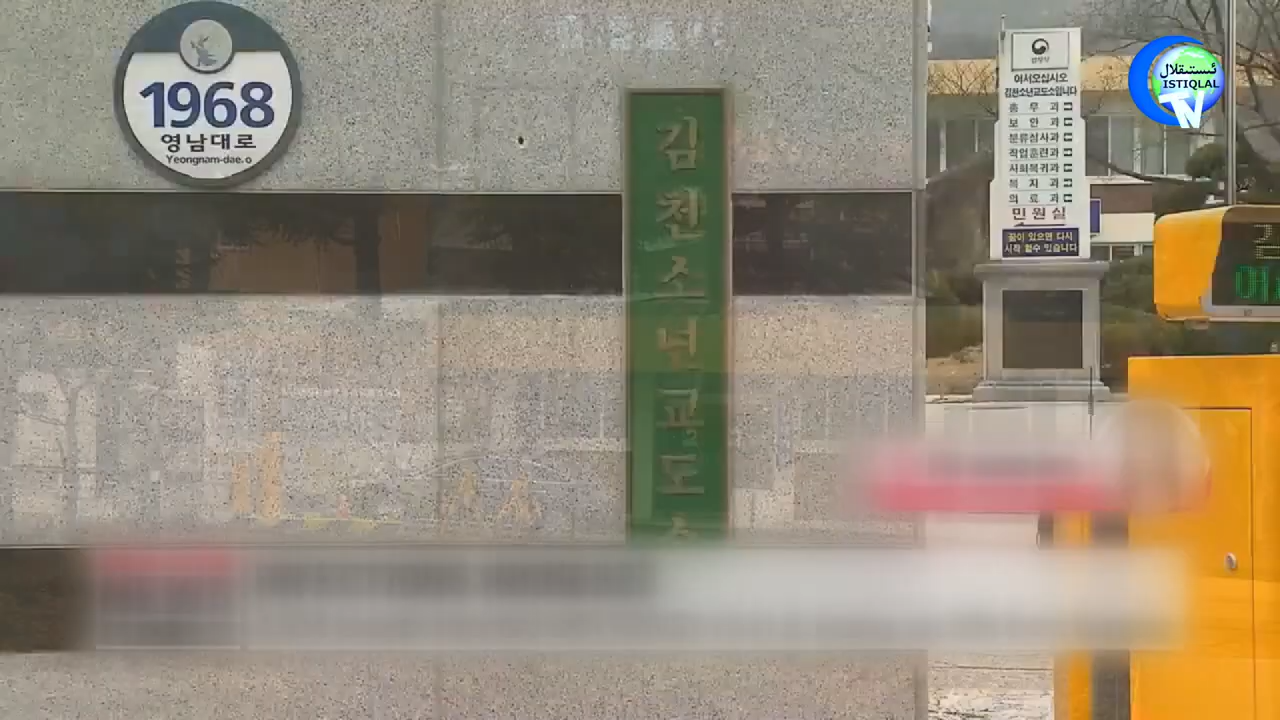 1968
영남대로
Yeongnam-daero
김천소년교도소
법무부
어서오십시오
김천소년교도소입니다
총 무 과
보 안 과
분류심사과
직업훈련과
사회복귀과
복 지 과
의 료 과
민 원 실
꿈이 있으면 다시
시작 할수 있습니다
ئىستىقلال
ISTIQLAL
TV